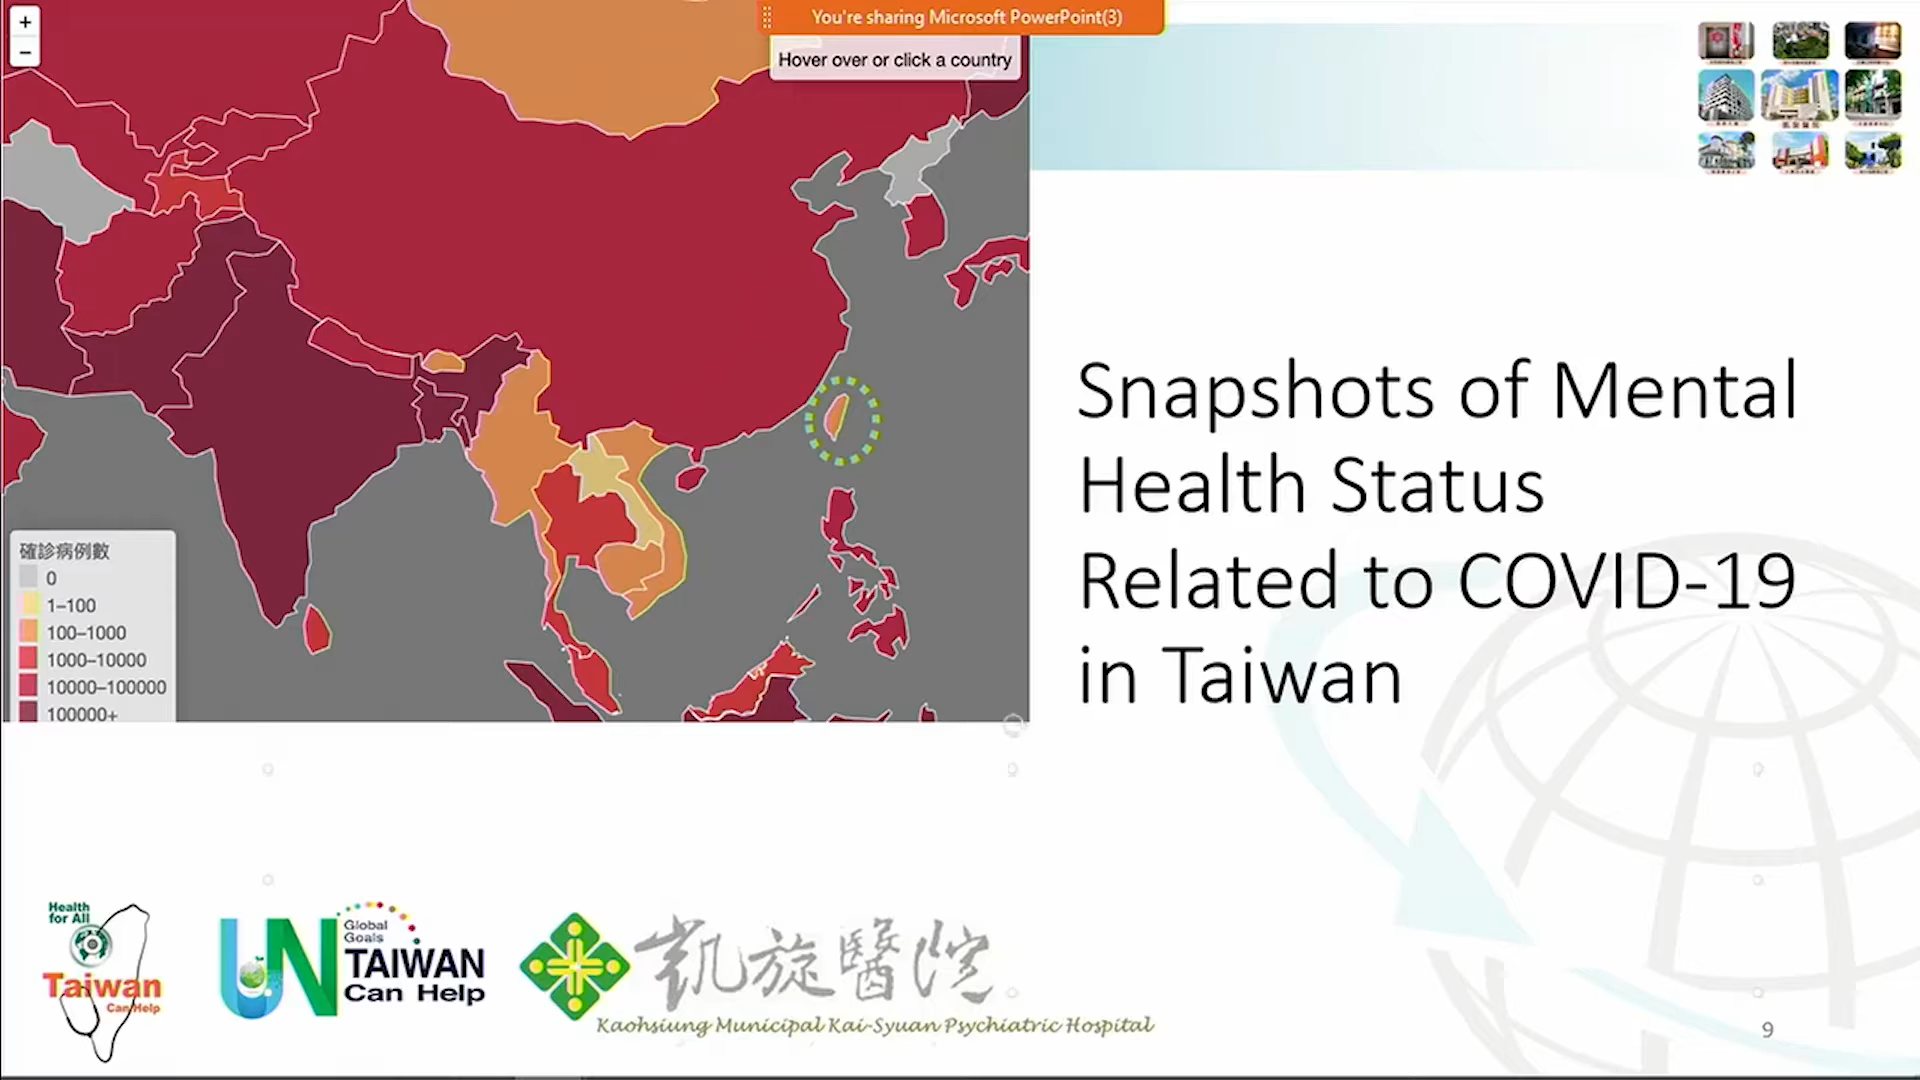 You're sharing Microsoft PowerPoint(3)
+
−
Hover over or click a country
Snapshots of Mental
Health Status
Related to COVID-19
in Taiwan
確診病例數
0
1–100
100–1000
1000–10000
10000–100000
100000+
Health
for All
Taiwan
Can Help
UN
Global
Goals
TAIWAN
Can Help
凱旋醫院
Kaohsiung Municipal Kai-Syuan Psychiatric Hospital
9